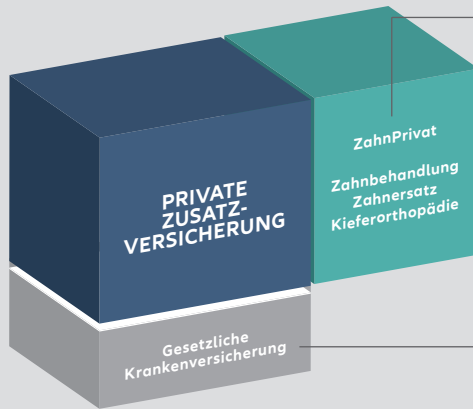 ZahnPrivat
Zahnbehandlung
Zahnersatz
Kieferorthopädie
PRIVATE
ZUSATZ-
VERSICHERUNG
Gesetzliche
Krankenversicherung